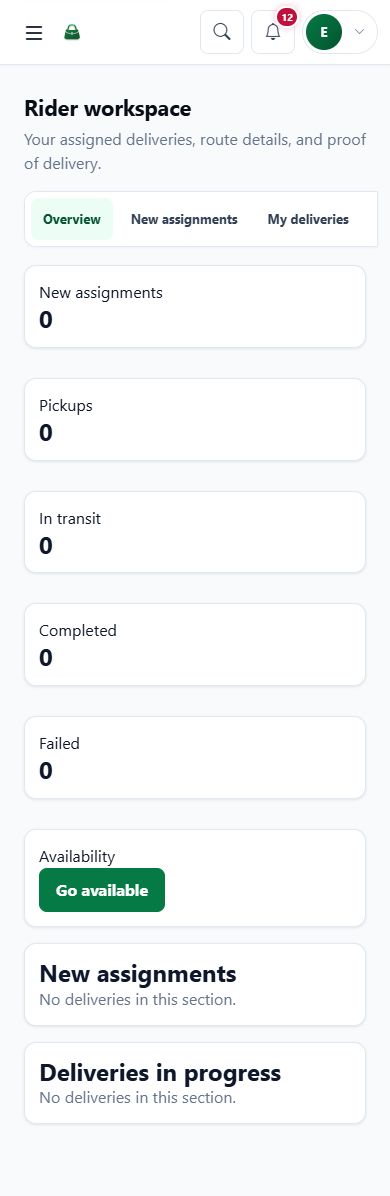 12
E
Rider workspace
Your assigned deliveries, route details, and proof
of delivery.
Overview New assignments My deliveries
New assignments
0
Pickups
0
In transit
0
Completed
0
Failed
0
Availability
Go available
New assignments
No deliveries in this section.
Deliveries in progress
No deliveries in this section.